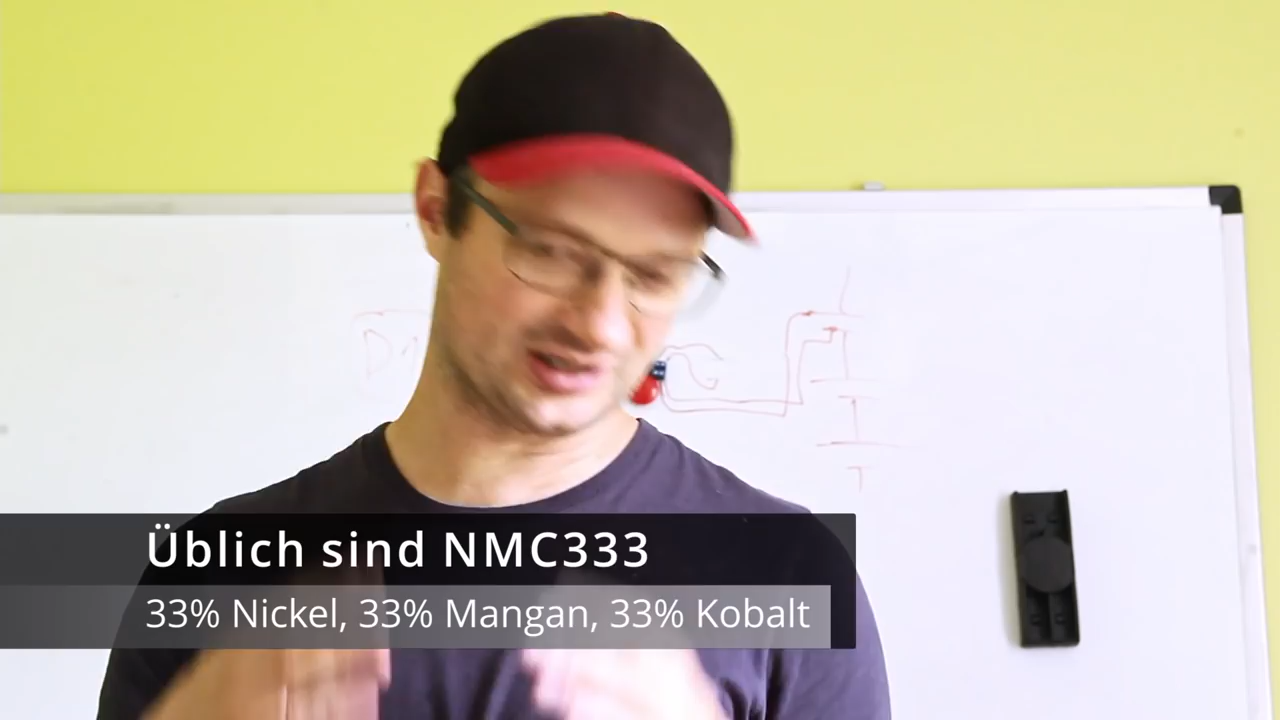 Üblich sind NMC333
33% Nickel, 33% Mangan, 33% Kobalt